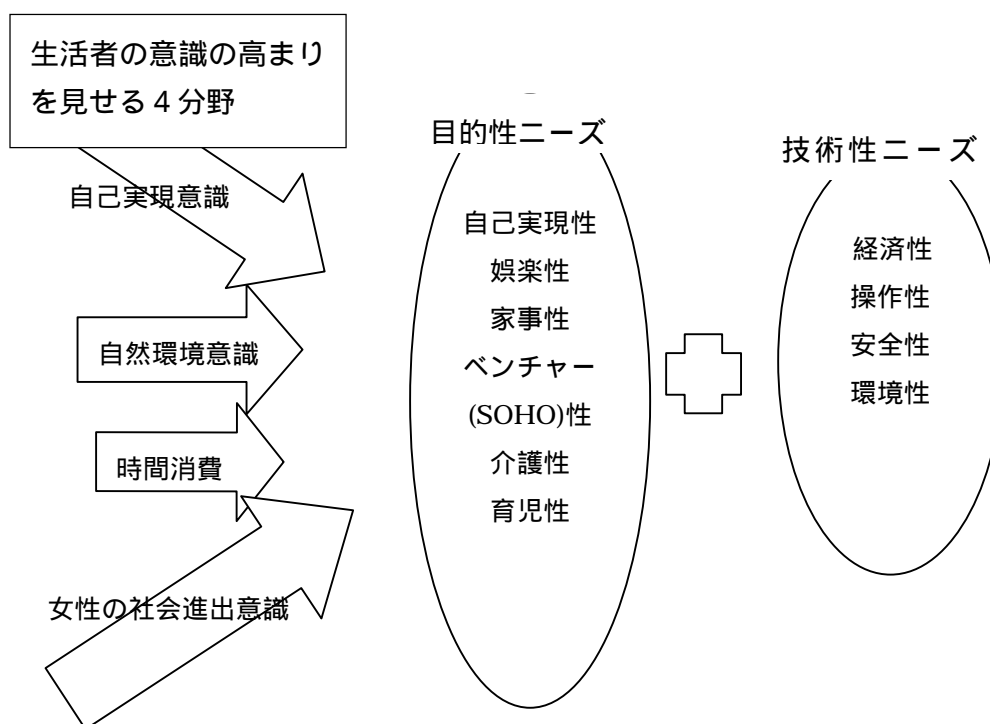 生活者の意識の高まり
を見せる4分野
自己実現意識
自然環境意識
時間消費
女性の社会進出意識
目的性ニーズ
自己実現性
娯楽性
家事性
ベンチャー
(SOHO)性
介護性
育児性
技術性ニーズ
経済性
操作性
安全性
環境性